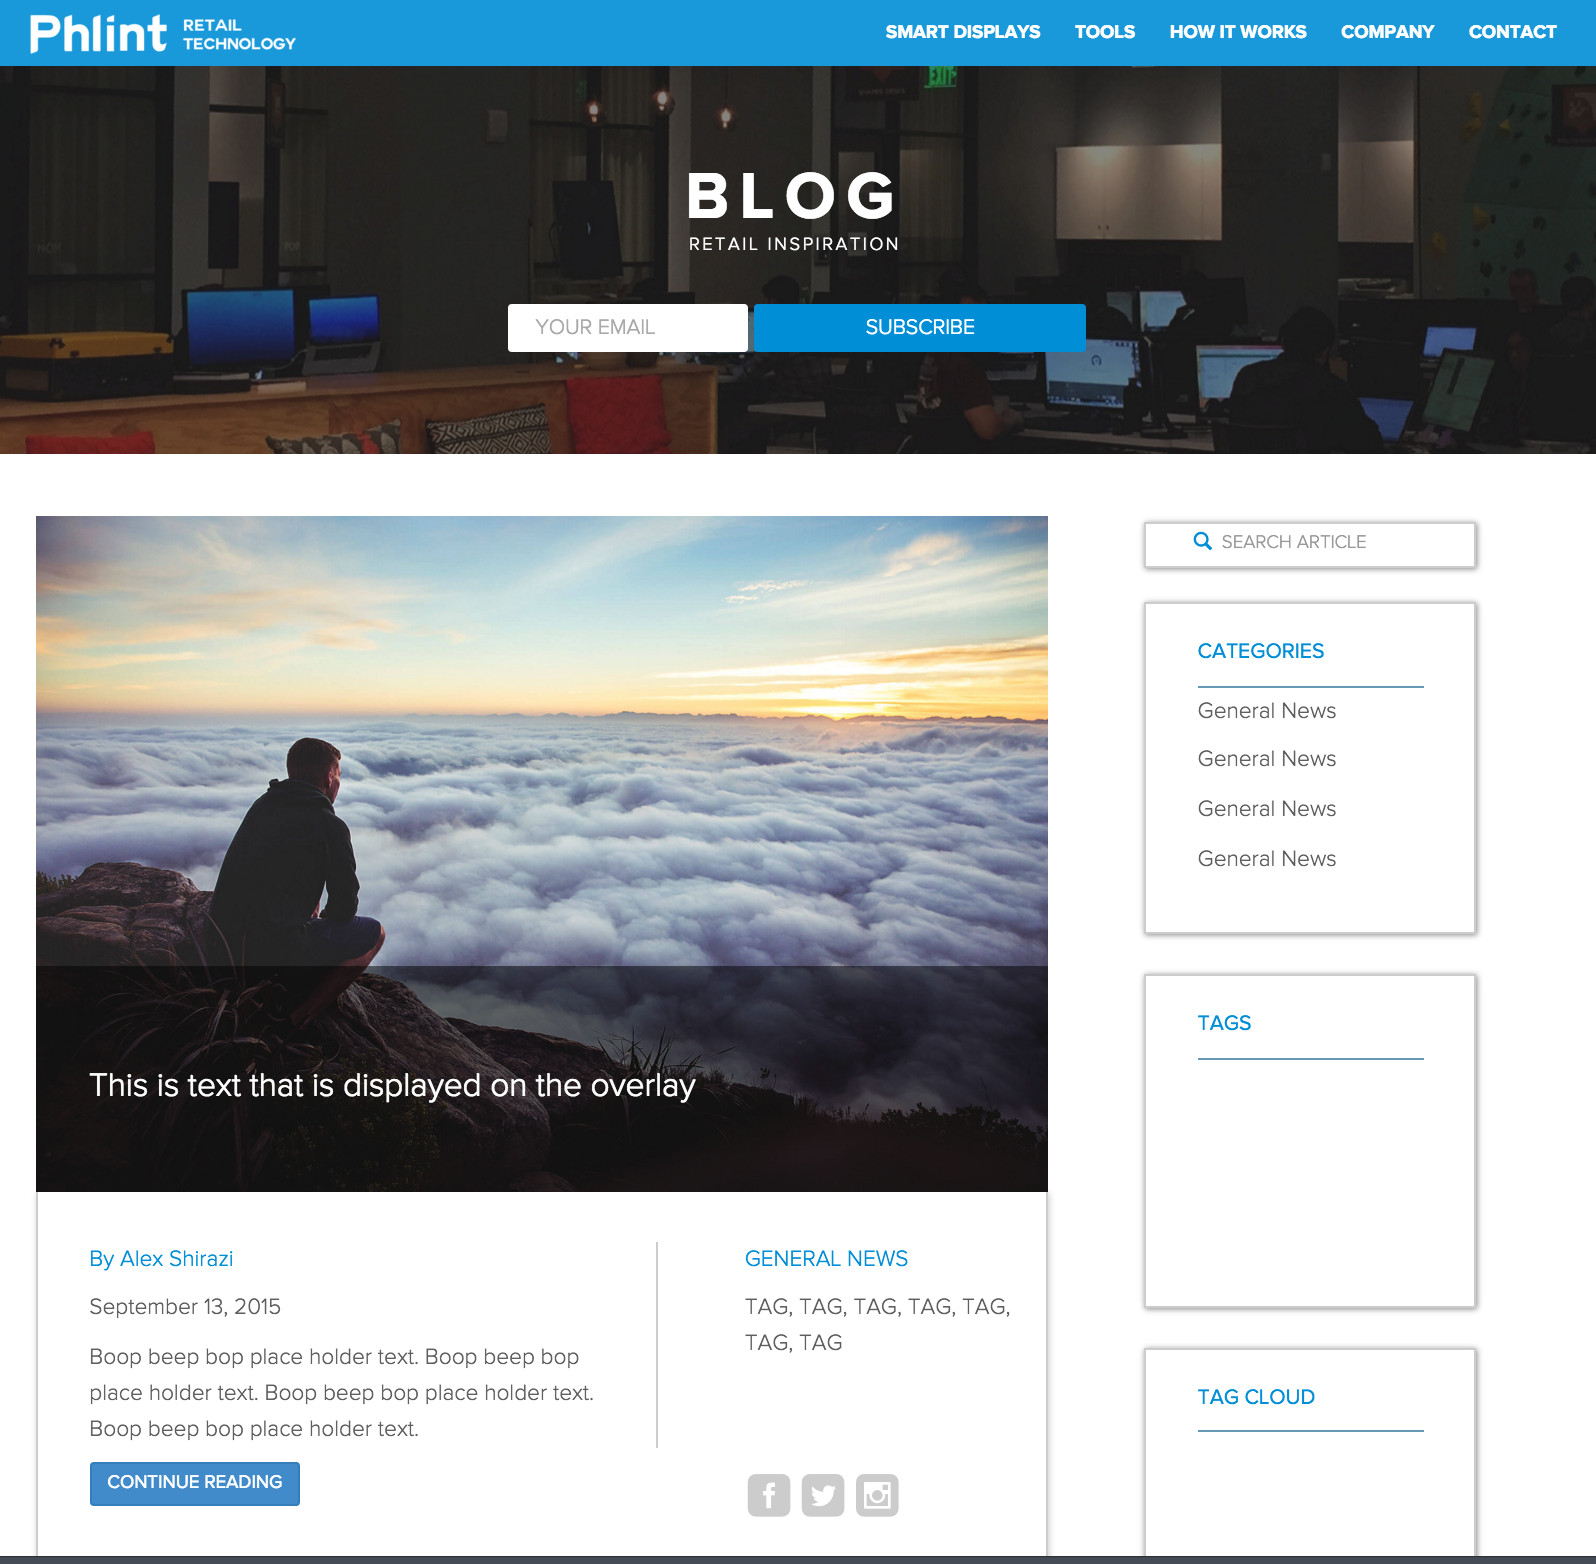 Phlint
RETAIL
TECHNOLOGY
SMART DISPLAYS
TOOLS
HOW IT WORKS
COMPANY
CONTACT
EXIT
BLOG
RETAIL INSPIRATION
YOUR EMAIL
SUBSCRIBE
This is text that is displayed on the overlay
By Alex Shirazi
September 13, 2015
Boop beep bop place holder text. Boop beep bop
place holder text. Boop beep bop place holder text.
Boop beep bop place holder text.
CONTINUE READING
GENERAL NEWS
TAG, TAG, TAG, TAG, TAG,
TAG, TAG
SEARCH ARTICLE
CATEGORIES
General News
General News
General News
General News
TAGS
TAG CLOUD